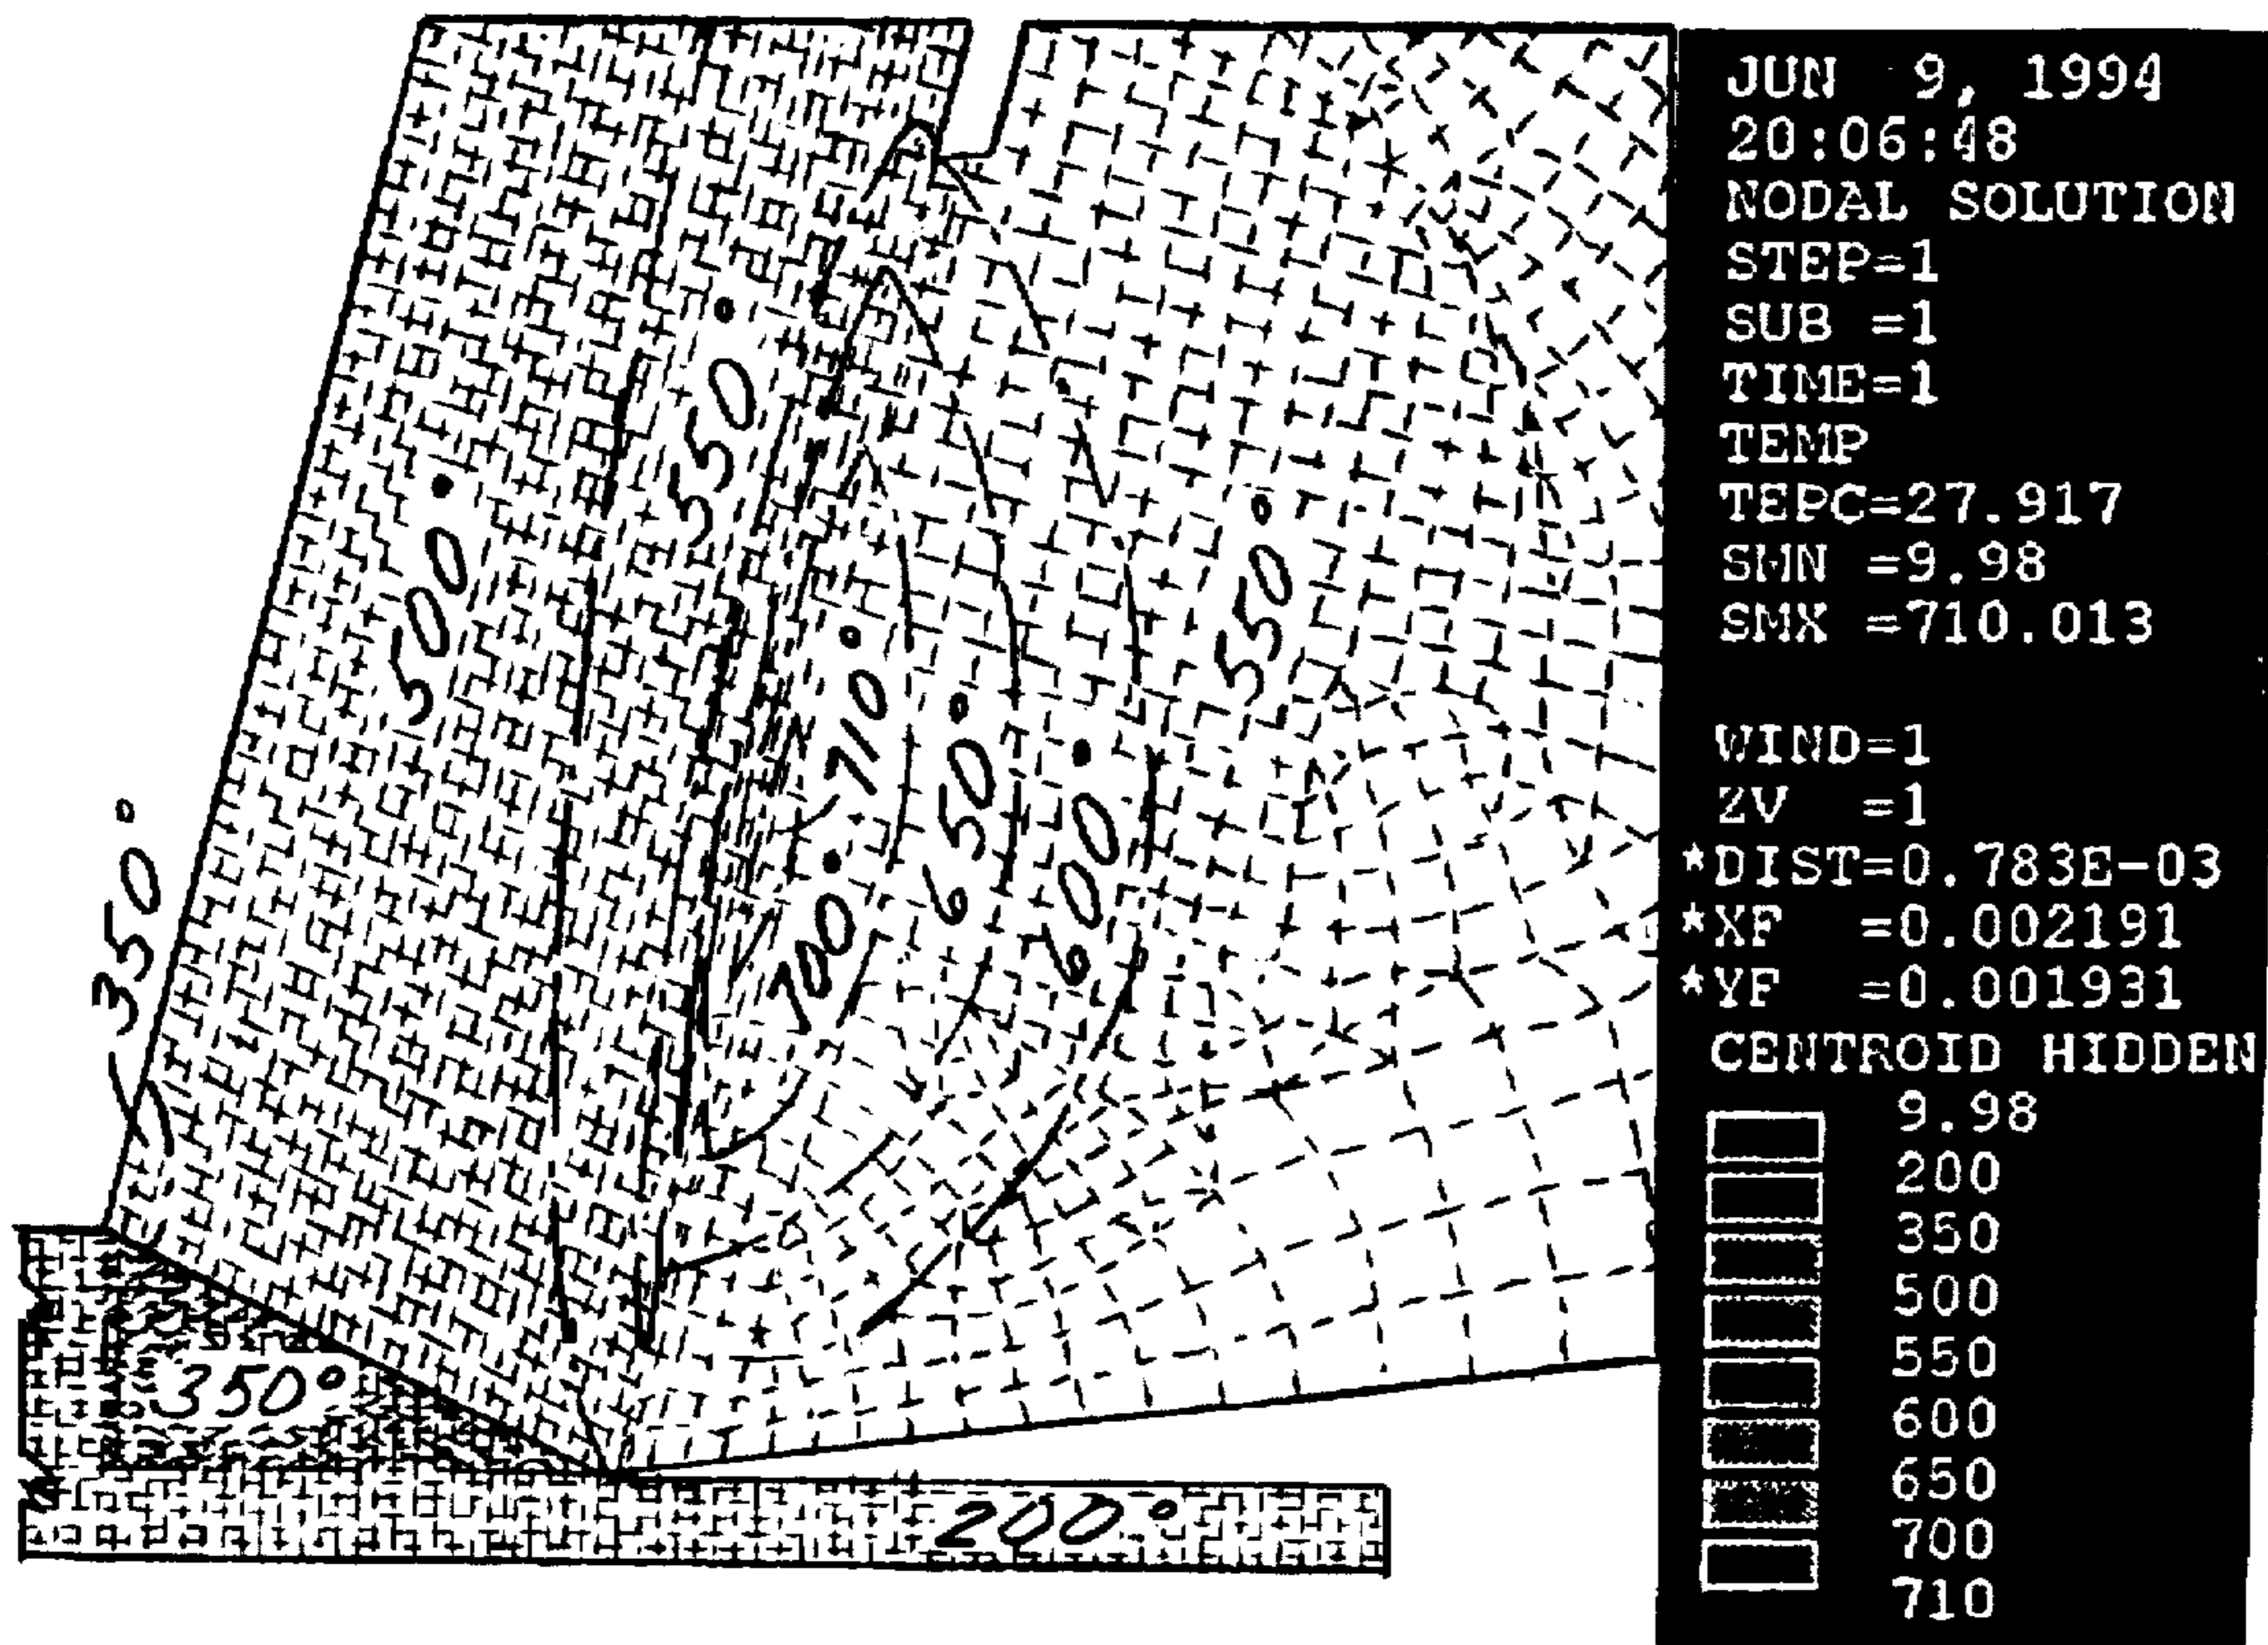 JUN 9, 1994
20:06:48
NODAL SOLUTION
STEP=1
SUB =1
TIME=1
TEMP
TEPC=27.917
SMN =9.98
SMX =710.013
WIND=1
ZV =1
*DIST=0.783E-03
*XF =0.002191
*YF =0.001931
CENTROID HIDDEN
9.98
200
350
500
550
600
650
700
710
350°
500°
550°
710°
700°
650°
600°
550°
350°
200°